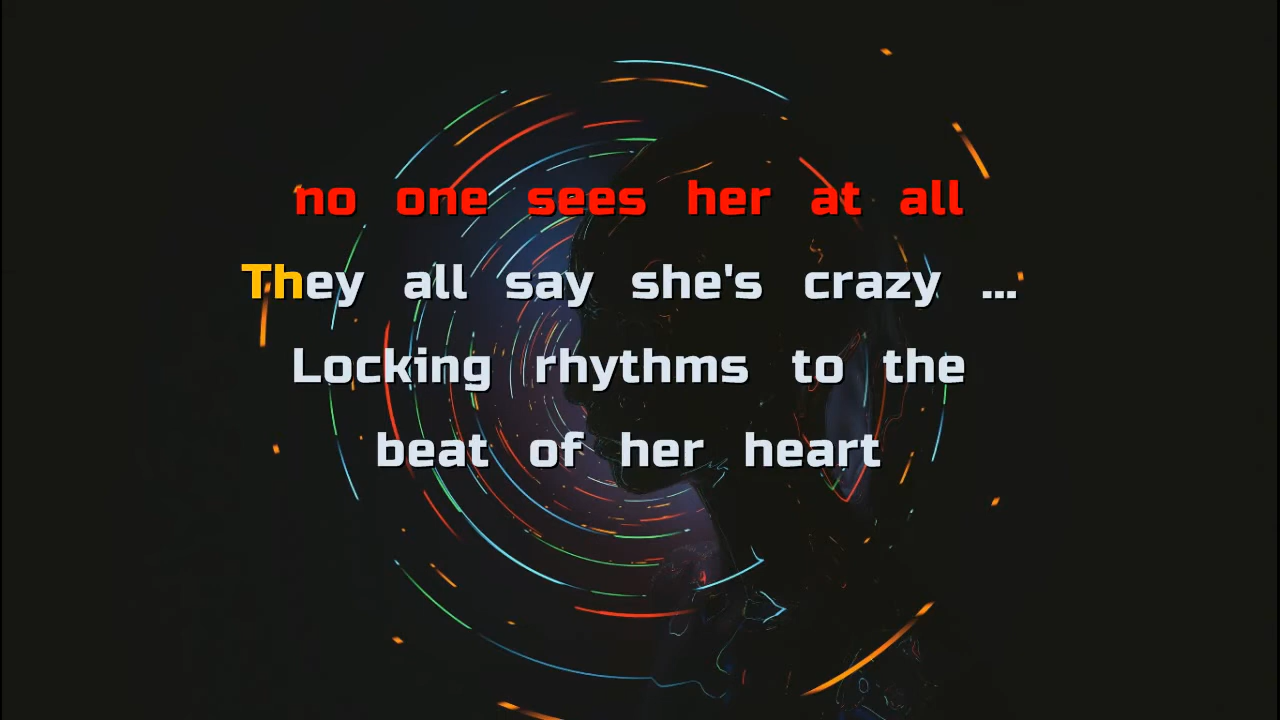 no one sees her at all
They all say she's crazy ...
Locking rhythms to the
beat of her heart